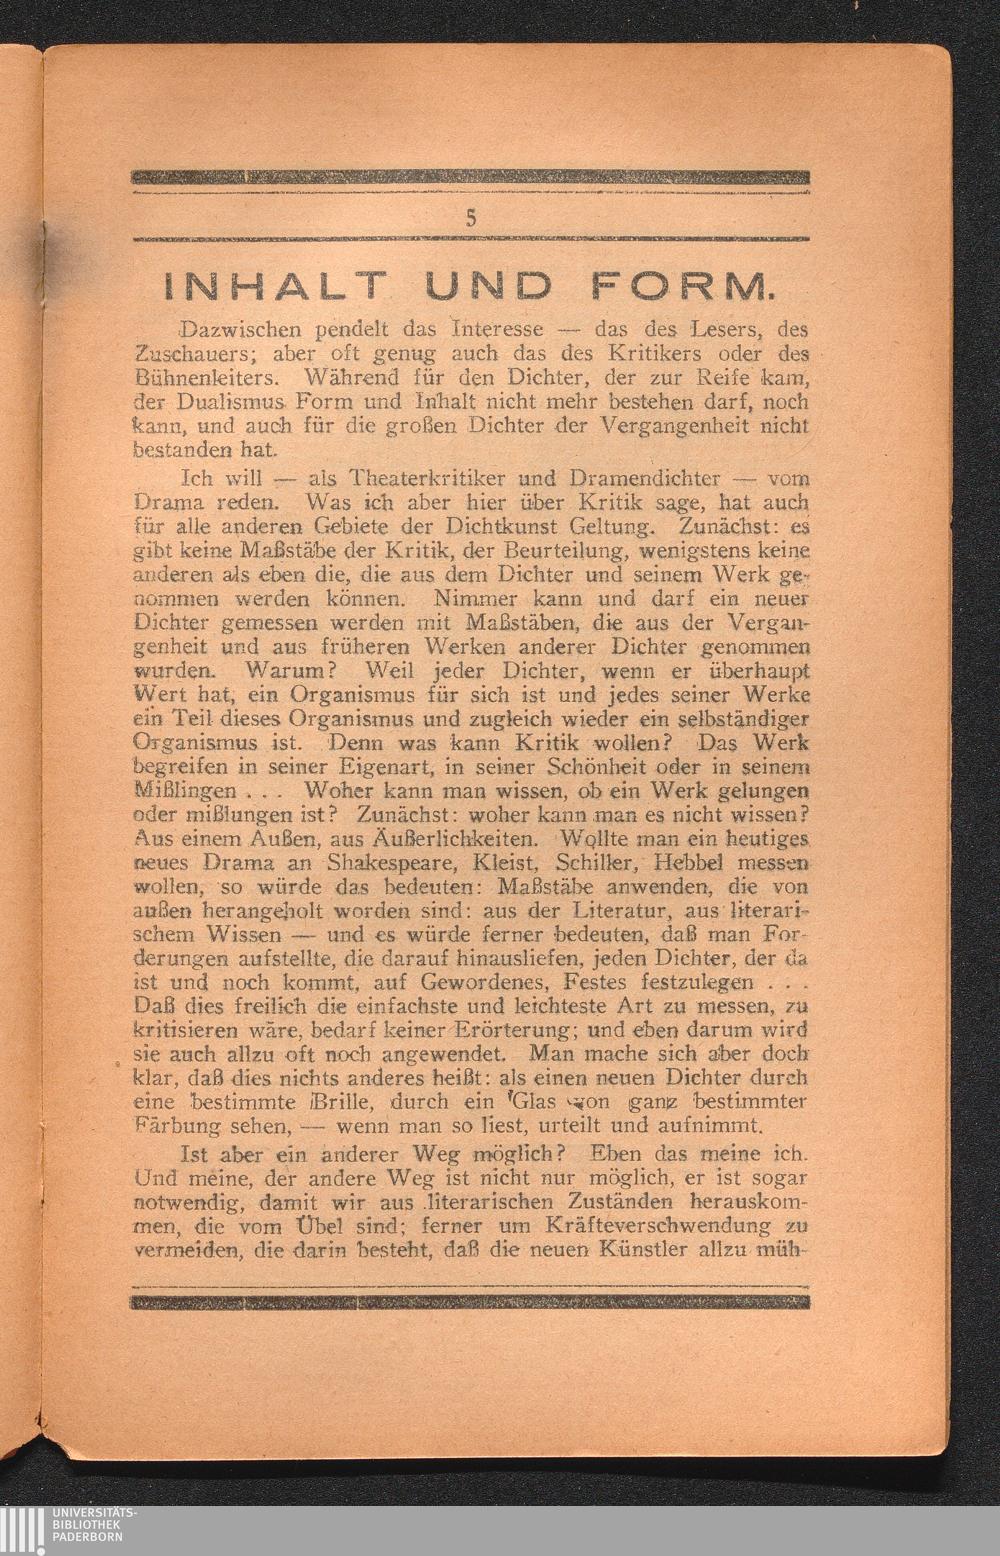 5
INHALT UND FORM.
Dazwischen pendelt das Interesse — das des Lesers, des
Zuschauers; aber oft genug auch das des Kritikers oder des
Bühnenleiters. Während für den Dichter, der zur Reife kam,
der Dualismus Form und Inhalt nicht mehr bestehen darf, noch
kann, und auch für die großen Dichter der Vergangenheit nicht
bestanden hat.
Ich will — als Theaterkritiker und Dramendichter — vom
Drama reden. Was ich aber hier über Kritik sage, hat auch
für alle anderen Gebiete der Dichtkunst Geltung. Zunächst: es
gibt keine Maßstäbe der Kritik, der Beurteilung, wenigstens keine
anderen als eben die, die aus dem Dichter und seinem Werk ge-
nommen werden können. Nimmer kann und darf ein neuer
Dichter gemessen werden mit Maßstäben, die aus der Vergan-
genheit und aus früheren Werken anderer Dichter genommen
wurden. Warum? Weil jeder Dichter, wenn er überhaupt
Wert hat, ein Organismus für sich ist und jedes seiner Werke
ein Teil dieses Organismus und zugleich wieder ein selbständiger
Organismus ist. Denn was kann Kritik wollen? Das Werk
begreifen in seiner Eigenart, in seiner Schönheit oder in seinem
Mißlingen . . . Woher kann man wissen, ob ein Werk gelungen
oder mißlungen ist? Zunächst: woher kann man es nicht wissen?
Aus einem Außen, aus Äußerlichkeiten. Wollte man ein heutiges
neues Drama an Shakespeare, Kleist, Schiller, Hebbel messen
wollen, so würde das bedeuten: Maßstäbe anwenden, die von
außen herangeholt worden sind: aus der Literatur, aus literari-
schem Wissen — und es würde ferner bedeuten, daß man For-
derungen aufstellte, die darauf hinausliefen, jeden Dichter, der da
ist und noch kommt, auf Gewordenes, Festes festzulegen . . .
Daß dies freilich die einfachste und leichteste Art zu messen, zu
kritisieren wäre, bedarf keiner Erörterung; und eben darum wird
sie auch allzu oft noch angewendet. Man mache sich aber doch
klar, daß dies nichts anderes heißt: als einen neuen Dichter durch
eine bestimmte Brille, durch ein Glas von ganz bestimmter
Färbung sehen, — wenn man so liest, urteilt und aufnimmt.
Ist aber ein anderer Weg möglich? Eben das meine ich.
Und meine, der andere Weg ist nicht nur möglich, er ist sogar
notwendig, damit wir aus literarischen Zuständen herauskom-
men, die vom Übel sind; ferner um Kräfteverschwendung zu
vermeiden, die darin besteht, daß die neuen Künstler allzu müh-
UNIVERSITÄTS-
BIBLIOTHEK
PADERBORN